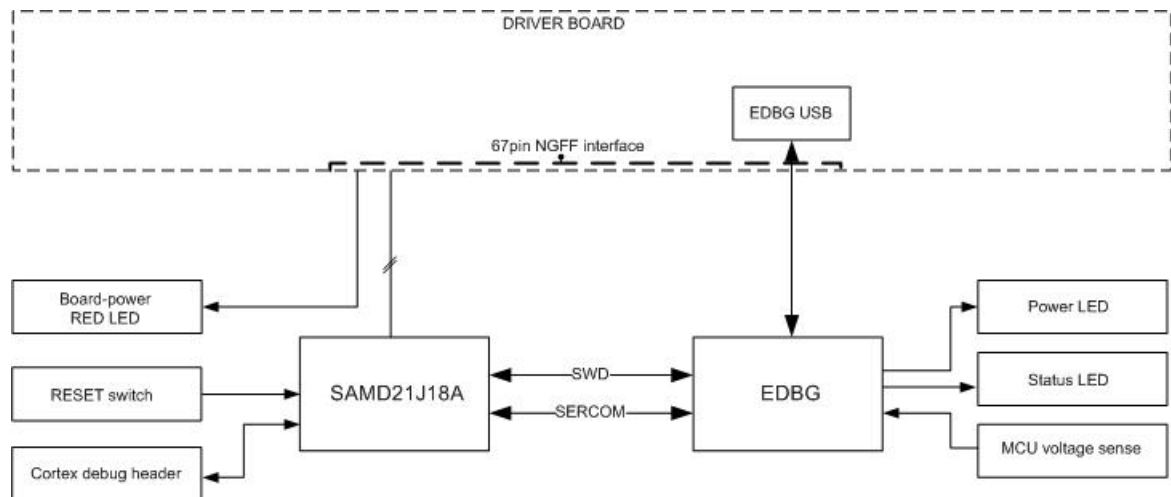 DRIVER BOARD
EDBG USB
67pin NGFF interface
Board-power
RED LED
Power LED
RESET switch
SAMD21J18A
SWD
EDBG
Status LED
SERCOM
Cortex debug header
MCU voltage sense